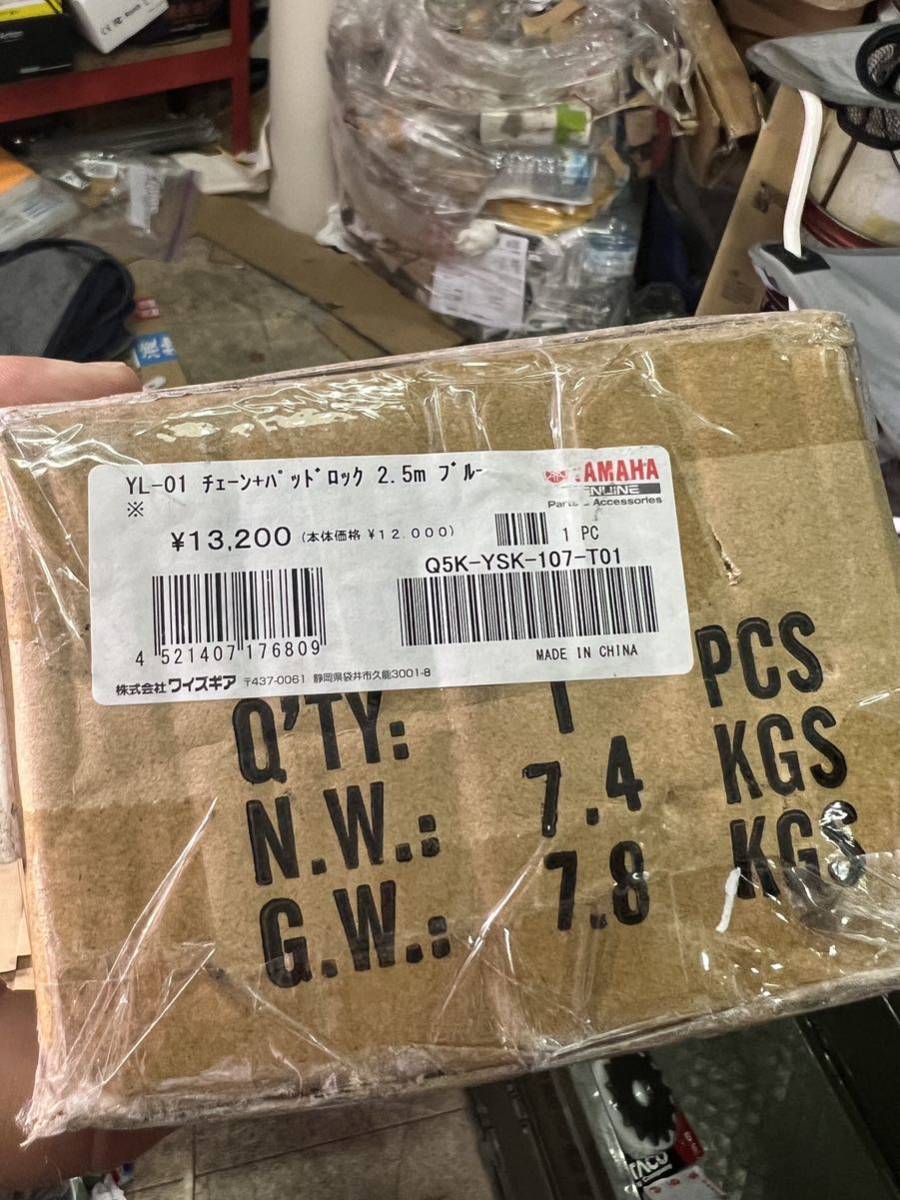 YL-01 ﾁｪｰﾝ+ﾊﾟｯﾄﾞﾛｯｸ 2.5m ﾌﾞﾙｰ
※
YAMAHA
GENUINE
Parts & Accessories
¥13,200 (本体価格 ¥12,000)
1 PC
Q5K-YSK-107-T01
4 521407 176809
MADE IN CHINA
株式会社ワイズギア 〒437-0061 静岡県袋井市久能3001-8
Q'TY: 1 PCS
N.W.: 7.4 KGS
G.W.: 7.8 KGS
TACO